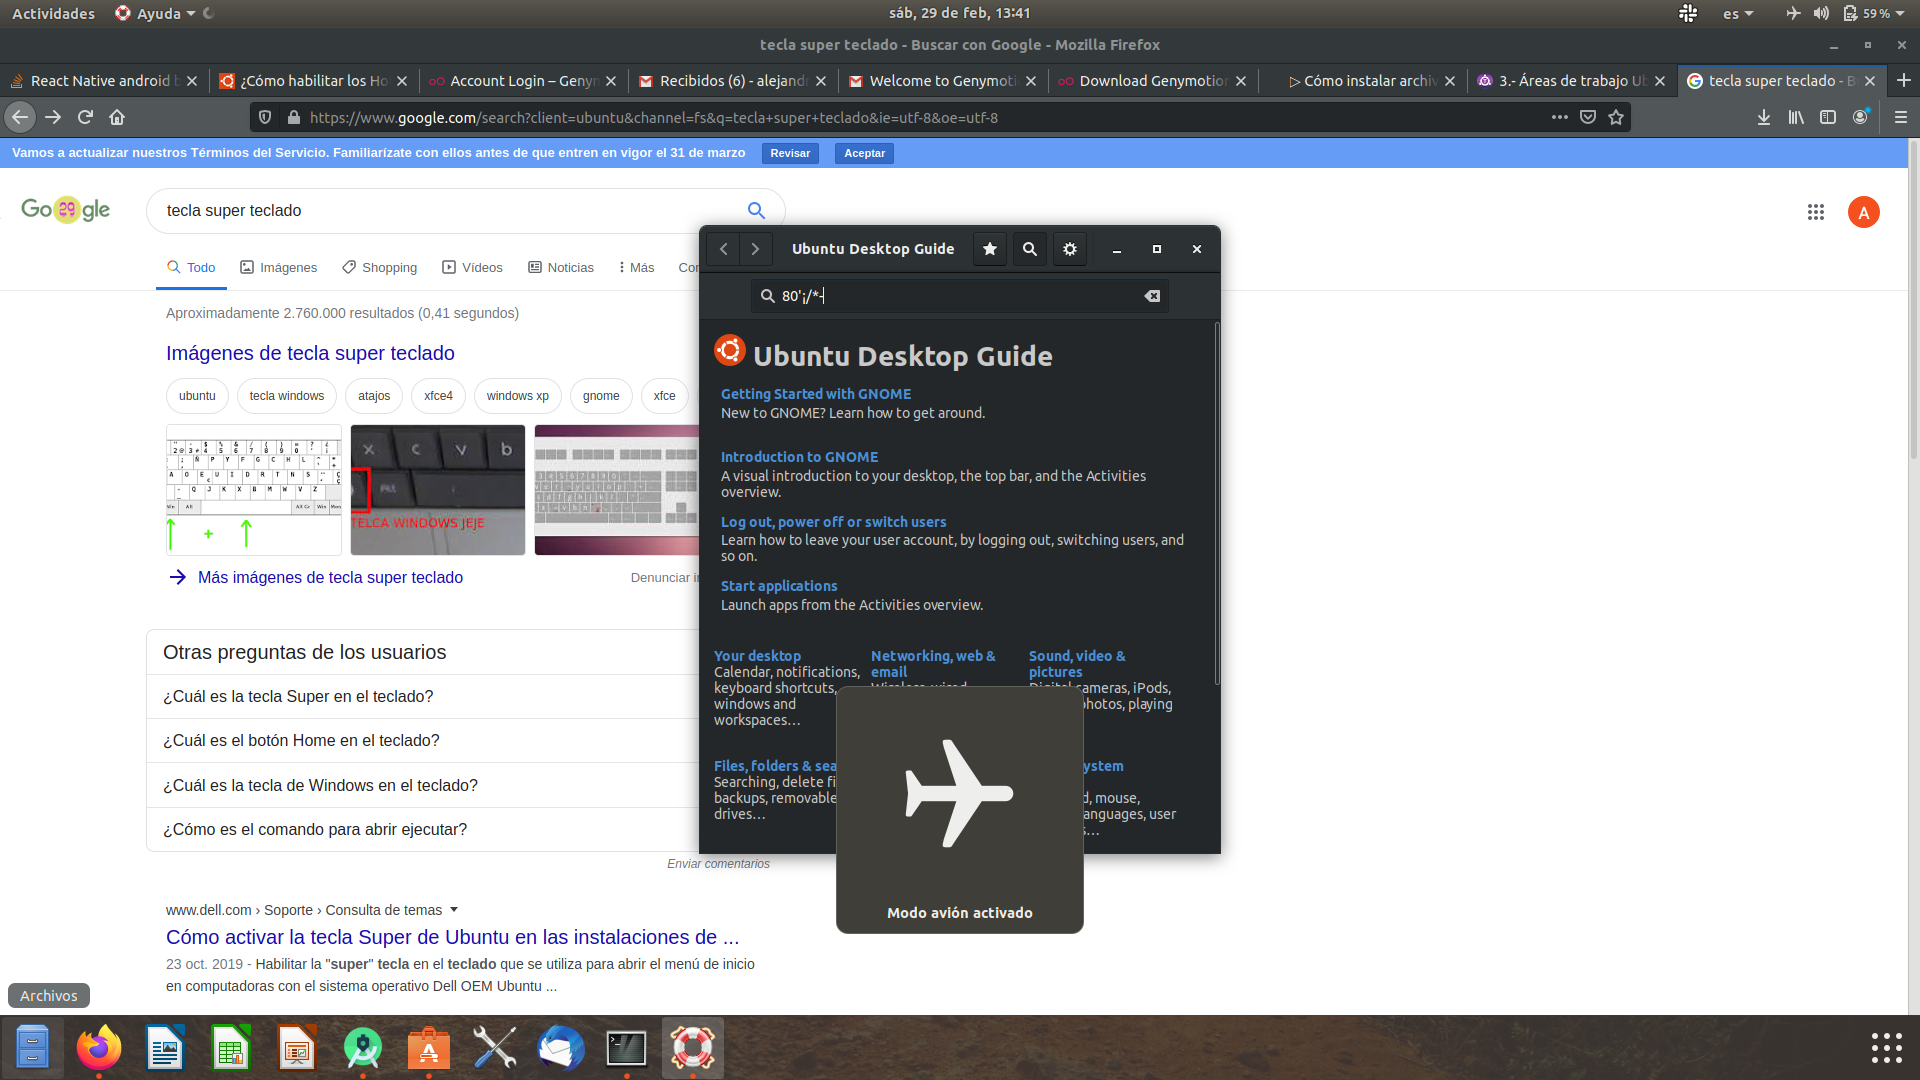 Actividades
Ayuda
sáb, 29 de feb, 13:41
es
59 %
tecla super teclado - Buscar con Google - Mozilla Firefox
React Native android b
¿Cómo habilitar los Ho
Account Login – Genym
Recibidos (6) - alejand
Welcome to Genymoti
Download Genymotion
▷ Cómo instalar archiv
3.- Áreas de trabajo Ub
tecla super teclado - B
https://www.google.com/search?client=ubuntu&channel=fs&q=tecla+super+teclado&ie=utf-8&oe=utf-8
Vamos a actualizar nuestros Términos del Servicio. Familiarízate con ellos antes de que entren en vigor el 31 de marzo
Revisar
Aceptar
Google
tecla super teclado
A
Todo
Imágenes
Shopping
Vídeos
Noticias
Más
Con
Aproximadamente 2.760.000 resultados (0,41 segundos)
Imágenes de tecla super teclado
ubuntu
tecla windows
atajos
xfce4
windows xp
gnome
xfce
TELCA WINDOWS JEJE
Más imágenes de tecla super teclado
Denunciar i
Otras preguntas de los usuarios
¿Cuál es la tecla Super en el teclado?
¿Cuál es el botón Home en el teclado?
¿Cuál es la tecla de Windows en el teclado?
¿Cómo es el comando para abrir ejecutar?
Enviar comentarios
www.dell.com › Soporte › Consulta de temas
Cómo activar la tecla Super de Ubuntu en las instalaciones de ...
23 oct. 2019 - Habilitar la "super" tecla en el teclado que se utiliza para abrir el menú de inicio
en computadoras con el sistema operativo Dell OEM Ubuntu ...
Archivos
Ubuntu Desktop Guide
80'¡/*-
Ubuntu Desktop Guide
Getting Started with GNOME
New to GNOME? Learn how to get around.
Introduction to GNOME
A visual introduction to your desktop, the top bar, and the Activities
overview.
Log out, power off or switch users
Learn how to leave your user account, by logging out, switching users, and
so on.
Start applications
Launch apps from the Activities overview.
Your desktop
Calendar, notifications,
keyboard shortcuts,
windows and
workspaces…
Networking, web &
email
Sound, video &
pictures
cameras, iPods,
photos, playing
Files, folders & sea
Searching, delete fi
backups, removable
drives…
ystem
d, mouse,
anguages, user
s…
Modo avión activado